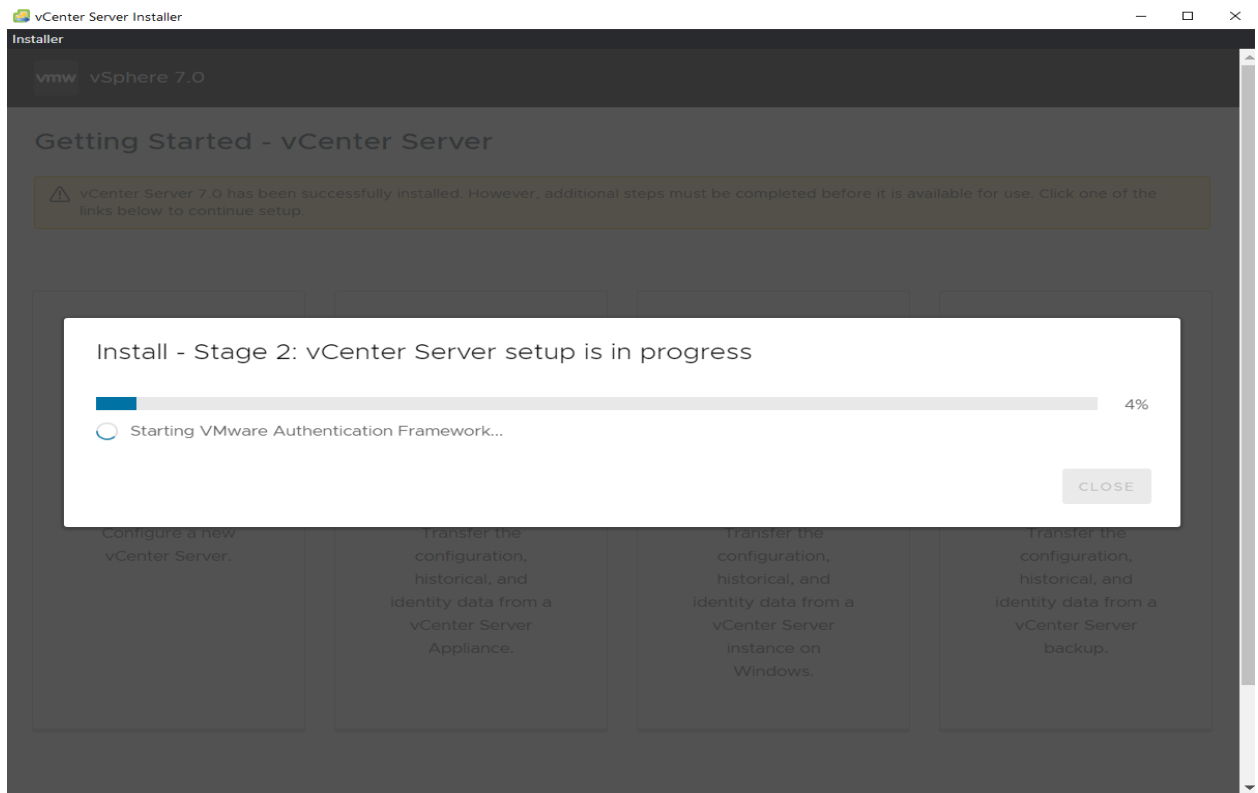 vCenter Server Installer
Installer
vmw vSphere 7.0
Getting Started - vCenter Server
vCenter Server 7.0 has been successfully installed. However, additional steps must be completed before it is available for use. Click one of the
links below to continue setup.
Install - Stage 2: vCenter Server setup is in progress
4%
Starting VMware Authentication Framework...
CLOSE
Configure a new
vCenter Server.
Transfer the
configuration,
historical, and
identity data from a
vCenter Server
Appliance.
Transfer the
configuration,
historical, and
identity data from a
vCenter Server
instance on
Windows.
Transfer the
configuration,
historical, and
identity data from a
vCenter Server
backup.